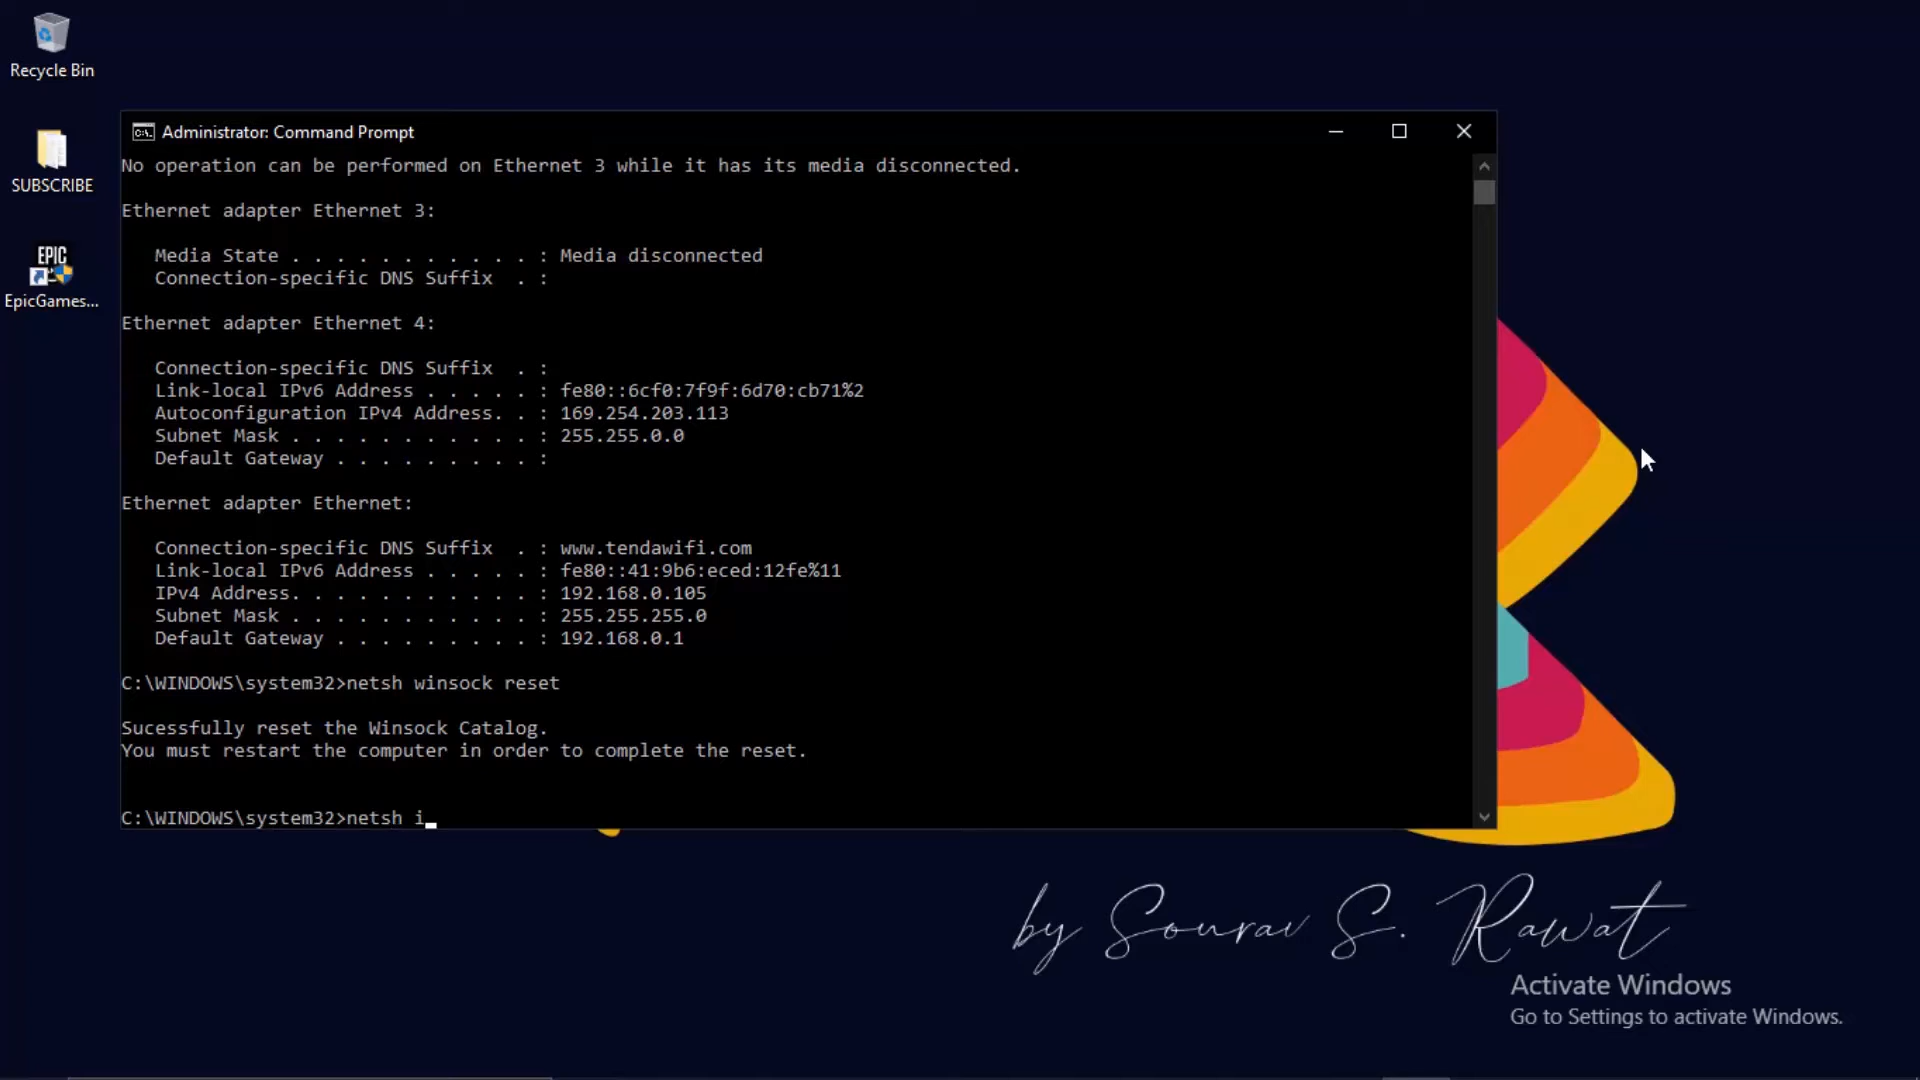 Recycle Bin
SUBSCRIBE
EPIC
EpicGames...
Administrator: Command Prompt
No operation can be performed on Ethernet 3 while it has its media disconnected.
Ethernet adapter Ethernet 3:
Media State . . . . . . . . . . . : Media disconnected
Connection-specific DNS Suffix  . :
Ethernet adapter Ethernet 4:
Connection-specific DNS Suffix  . :
Link-local IPv6 Address . . . . . : fe80::6cf0:7f9f:6d70:cb71%2
Autoconfiguration IPv4 Address. . : 169.254.203.113
Subnet Mask . . . . . . . . . . . : 255.255.0.0
Default Gateway . . . . . . . . . :
Ethernet adapter Ethernet:
Connection-specific DNS Suffix  . : www.tendawifi.com
Link-local IPv6 Address . . . . . : fe80::41:9b6:eced:12fe%11
IPv4 Address. . . . . . . . . . . : 192.168.0.105
Subnet Mask . . . . . . . . . . . : 255.255.255.0
Default Gateway . . . . . . . . . : 192.168.0.1
C:\WINDOWS\system32>netsh winsock reset
Sucessfully reset the Winsock Catalog.
You must restart the computer in order to complete the reset.
C:\WINDOWS\system32>netsh i_
by Sourav S. Rawat
Activate Windows
Go to Settings to activate Windows.